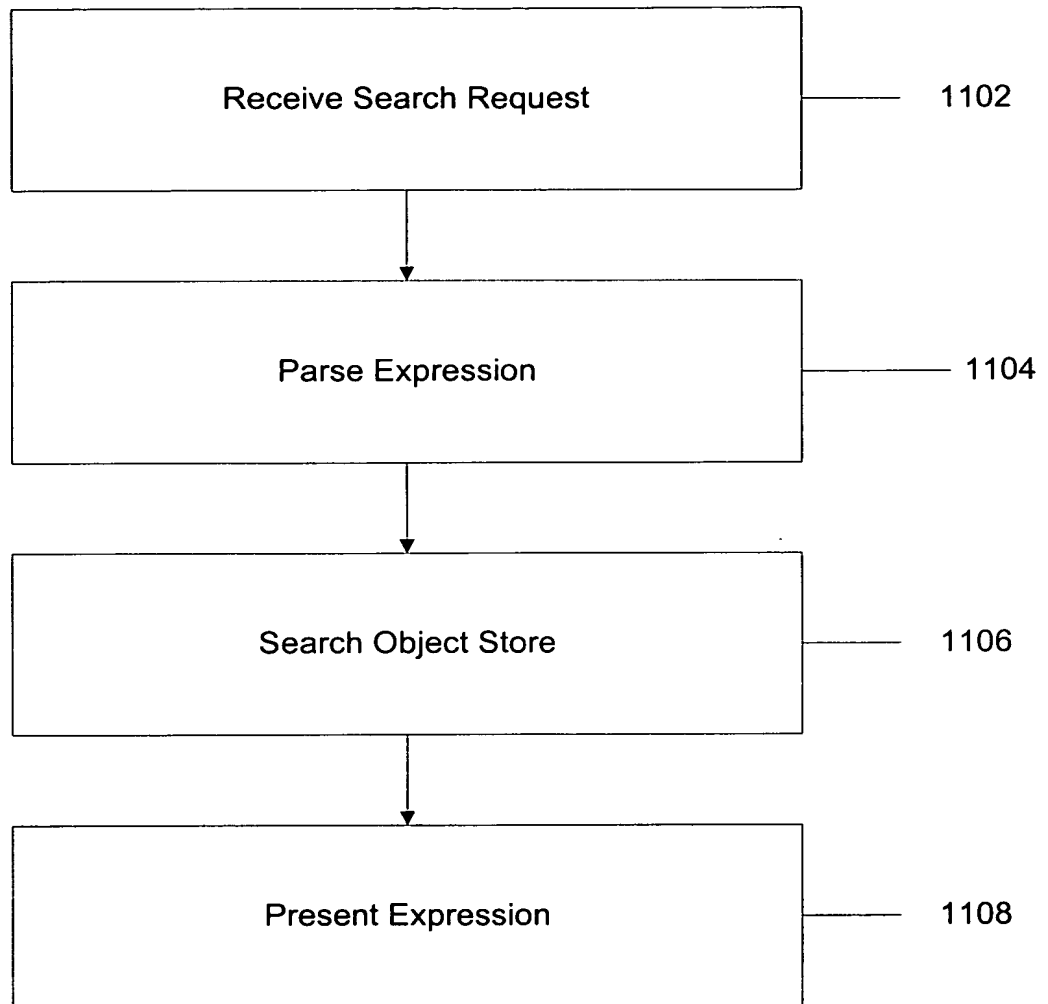 Receive Search Request
1102
Parse Expression
1104
Search Object Store
1106
Present Expression
1108